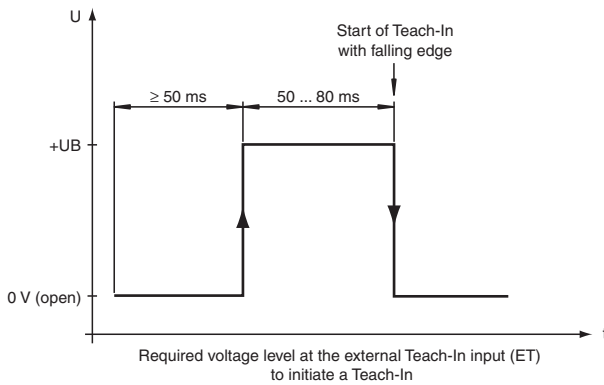 U
Start of Teach-In
with falling edge
≥ 50 ms
50 ... 80 ms
+UB
0 V (open)
t
Required voltage level at the external Teach-In input (ET)
to initiate a Teach-In